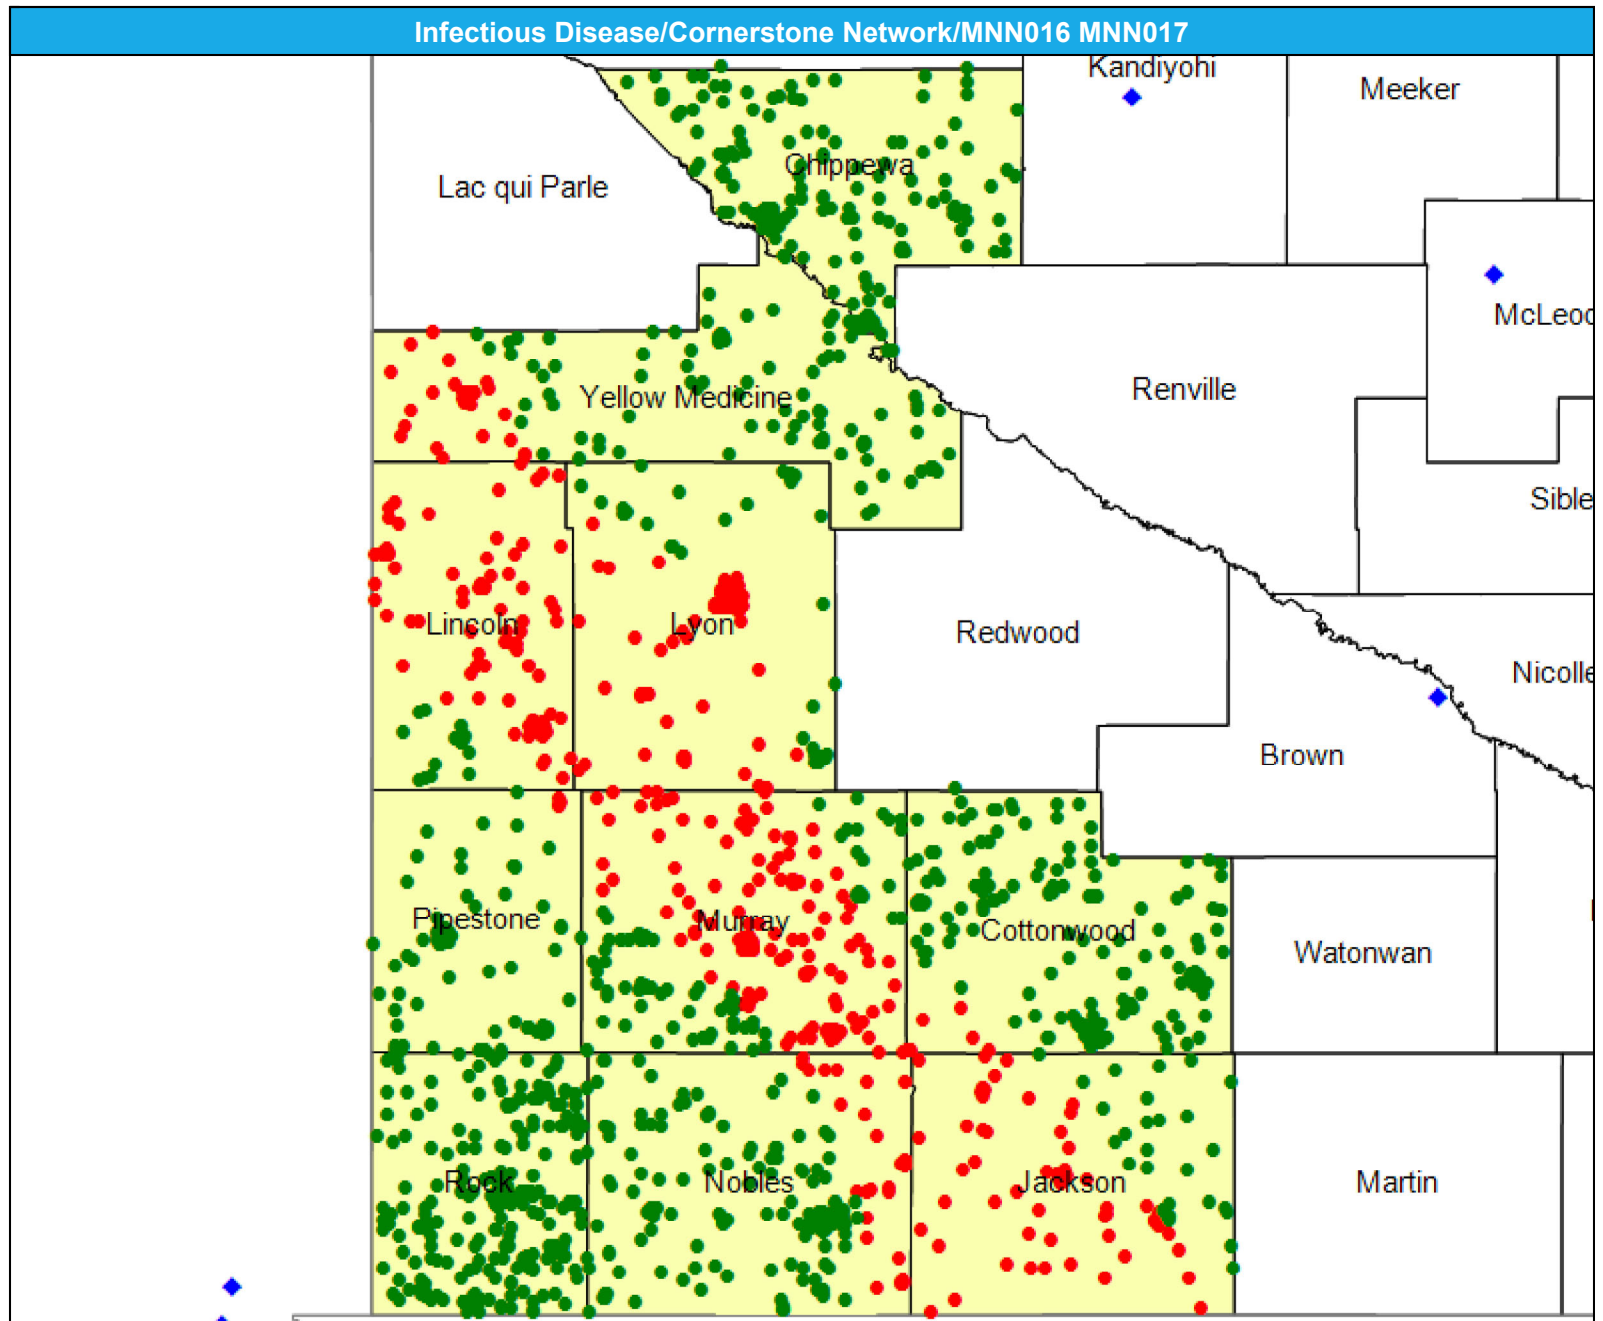 Infectious Disease/Cornerstone Network/MNN016 MNN017
Kandiyohi
Meeker
Chippewa
Lac qui Parle
McLeod
Renville
Yellow Medicine
Sible
Lincoln
Lyon
Redwood
Nicolle
Brown
Pipestone
Murray
Cottonwood
Watonwan
Rock
Nobles
Jackson
Martin